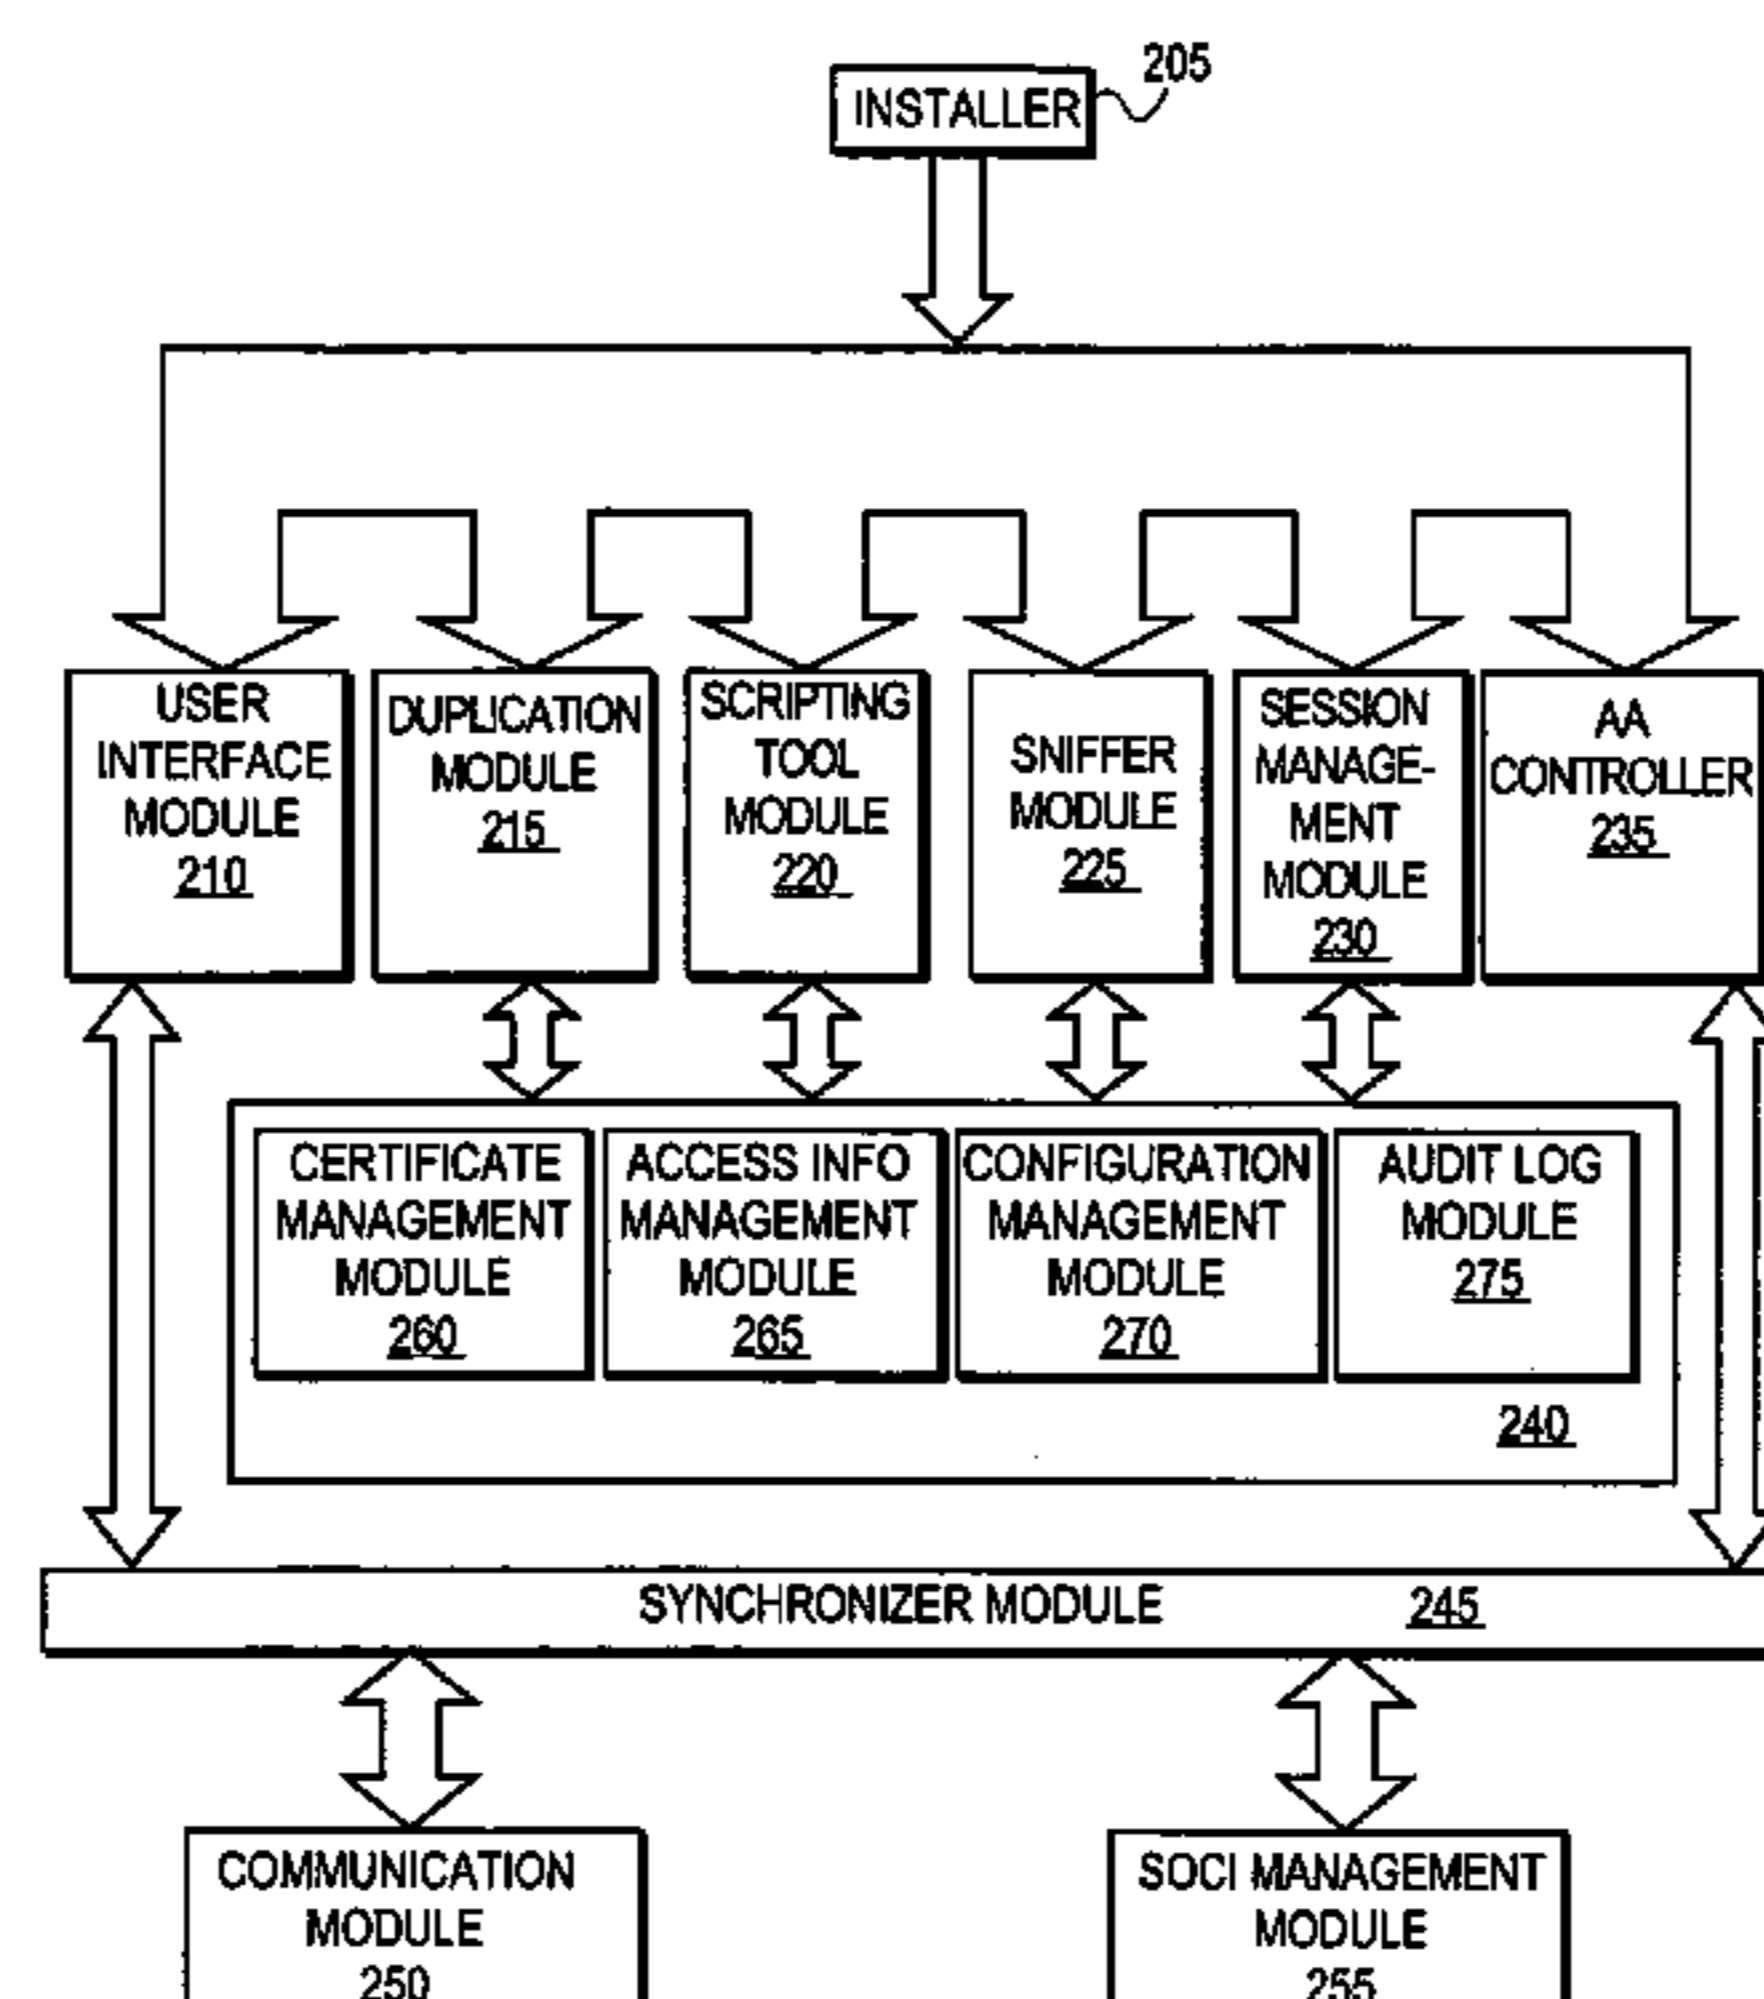 205
INSTALLER
USER
INTERFACE
MODULE
210
DUPLICATION
MODULE
215
SCRIPTING
TOOL
MODULE
220
SNIFFER
MODULE
225
SESSION
MANAGE-
MENT
MODULE
230
AA
CONTROLLER
235
CERTIFICATE
MANAGEMENT
MODULE
260
ACCESS INFO
MANAGEMENT
MODULE
265
CONFIGURATION
MANAGEMENT
MODULE
270
AUDIT LOG
MODULE
275
240
SYNCHRONIZER MODULE 245
COMMUNICATION
MODULE
250
SOCI MANAGEMENT
MODULE
255